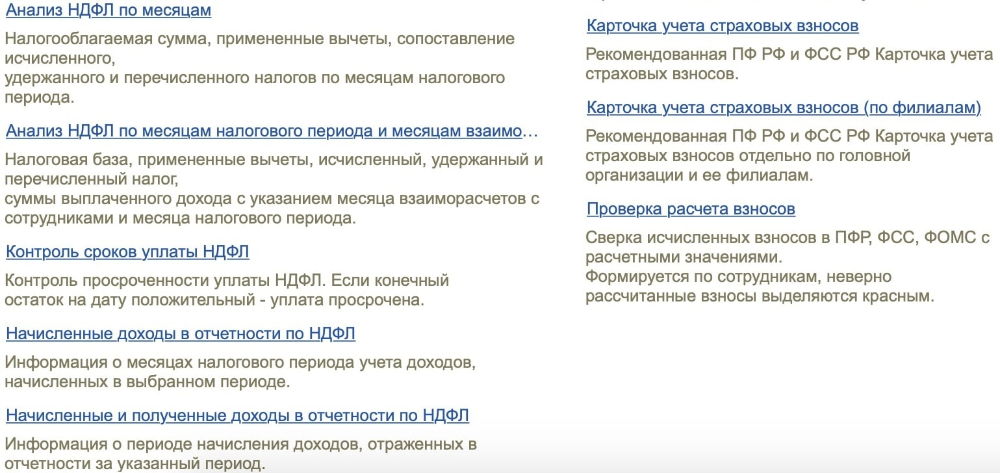 Анализ НДФЛ по месяцам
Налогооблагаемая сумма, примененные вычеты, сопоставление
исчисленного,
удержанного и перечисленного налогов по месяцам налогового
периода.
Анализ НДФЛ по месяцам налогового периода и месяцам взаимо...
Налоговая база, примененные вычеты, исчисленный, удержанный и
перечисленный налог,
суммы выплаченного дохода с указанием месяца взаиморасчетов с
сотрудниками и месяца налогового периода.
Контроль сроков уплаты НДФЛ
Контроль просроченности уплаты НДФЛ. Если конечный
остаток на дату положительный - уплата просрочена.
Начисленные доходы в отчетности по НДФЛ
Информация о месяцах налогового периода учета доходов,
начисленных в выбранном периоде.
Начисленные и полученные доходы в отчетности по НДФЛ
Информация о периоде начисления доходов, отраженных в
отчетности за указанный период.
Карточка учета страховых взносов
Рекомендованная ПФ РФ и ФСС РФ Карточка учета
страховых взносов.
Карточка учета страховых взносов (по филиалам)
Рекомендованная ПФ РФ и ФСС РФ Карточка учета
страховых взносов отдельно по головной
организации и ее филиалам.
Проверка расчета взносов
Сверка исчисленных взносов в ПФР, ФСС, ФОМС с
расчетными значениями.
Формируется по сотрудникам, неверно
рассчитанные взносы выделяются красным.